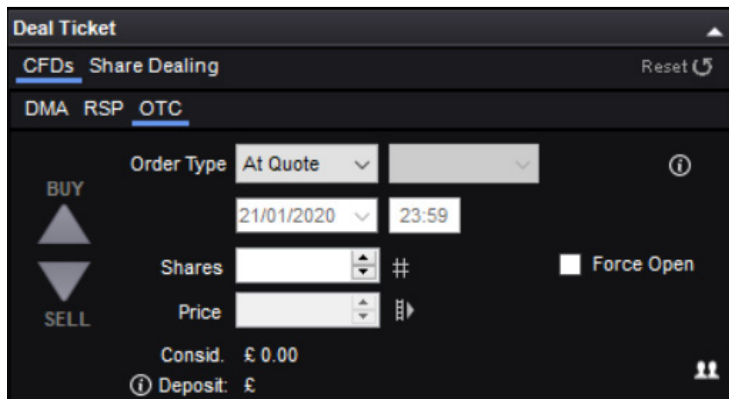 Deal Ticket
CFDs Share Dealing Reset
DMA RSP OTC
Order Type At Quote
BUY
21/01/2020 23:59
Shares # Force Open
Price
SELL
Consid. £ 0.00
Deposit: £